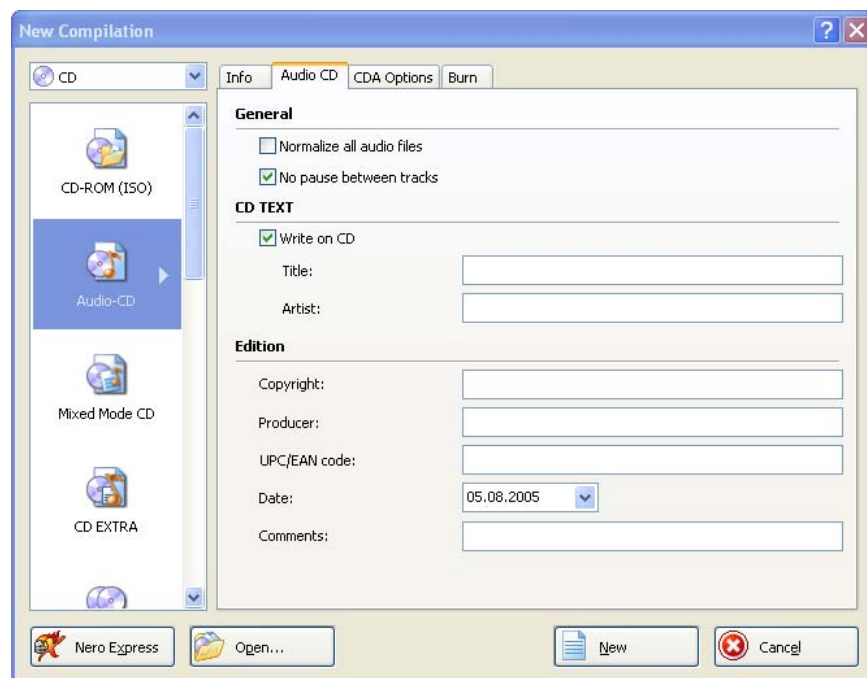 New Compilation
CD
Info
Audio CD
CDA Options
Burn
CD-ROM (ISO)
Audio-CD
Mixed Mode CD
CD EXTRA
General
Normalize all audio files
No pause between tracks
CD TEXT
Write on CD
Title:
Artist:
Edition
Copyright:
Producer:
UPC/EAN code:
Date: 05.08.2005
Comments:
Nero Express
Open...
New
Cancel